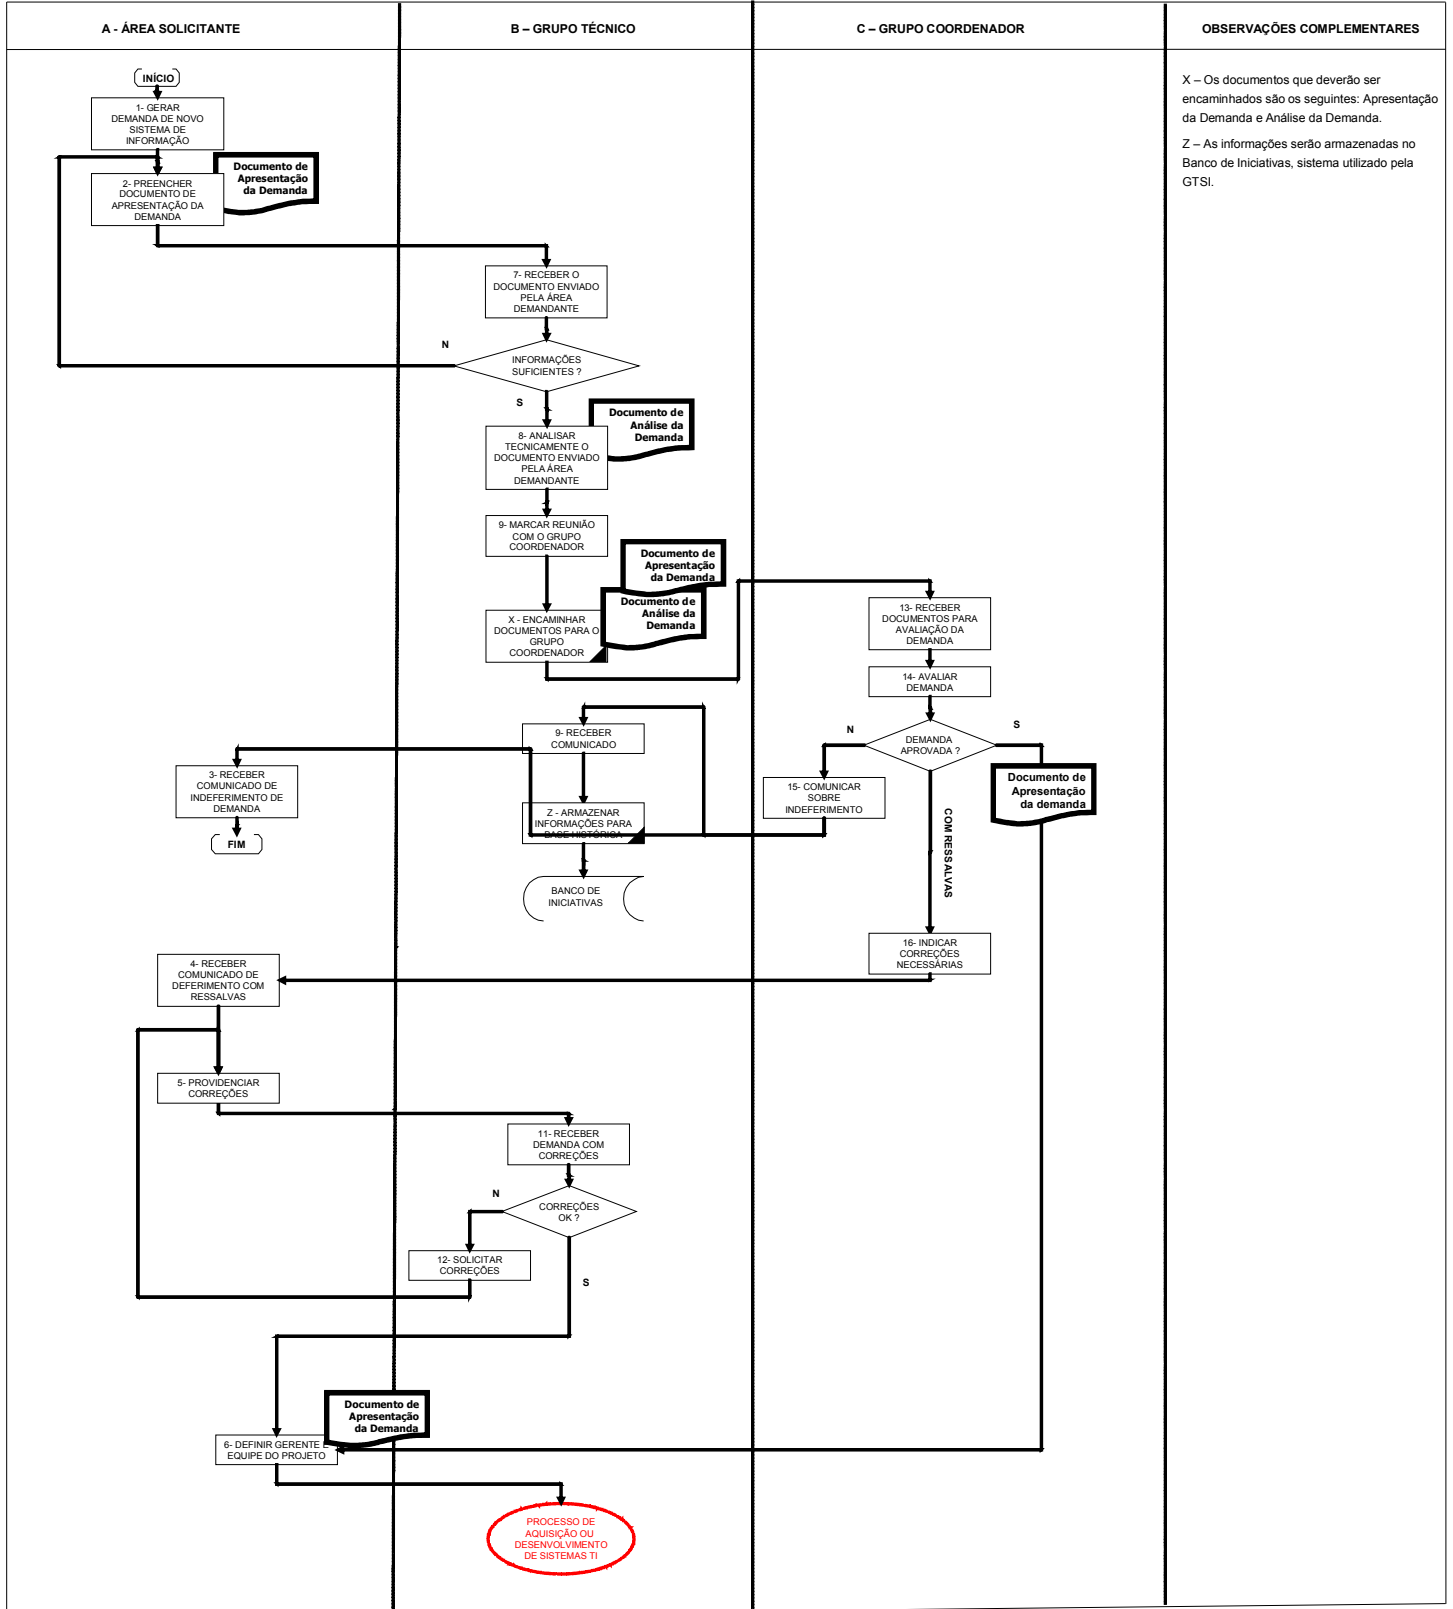 A - ÁREA SOLICITANTE
B – GRUPO TÉCNICO
C – GRUPO COORDENADOR
OBSERVAÇÕES COMPLEMENTARES
INÍCIO
1- GERAR
DEMANDA DE NOVO
SISTEMA DE
INFORMAÇÃO
X – Os documentos que deverão ser
encaminhados são os seguintes: Apresentação
da Demanda e Análise da Demanda.
Z – As informações serão armazenadas no
Banco de Iniciativas, sistema utilizado pela
GTSI.
Documento de
Apresentação
da Demanda
2- PREENCHER
DOCUMENTO DE
APRESENTAÇÃO DA
DEMANDA
7- RECEBER O
DOCUMENTO ENVIADO
PELA ÁREA
DEMANDANTE
N
INFORMAÇÕES
SUFICIENTES ?
S
Documento de
Análise da
Demanda
8- ANALISAR
TECNICAMENTE O
DOCUMENTO ENVIADO
PELA ÁREA
DEMANDANTE
9- MARCAR REUNIÃO
COM O GRUPO
COORDENADOR
Documento de
Apresentação
da Demanda
Documento de
Análise da
Demanda
X - ENCAMINHAR
DOCUMENTOS PARA O
GRUPO
COORDENADOR
13- RECEBER
DOCUMENTOS PARA
AVALIAÇÃO DA
DEMANDA
14- AVALIAR
DEMANDA
N
DEMANDA
APROVADA ?
S
9- RECEBER
COMUNICADO
3- RECEBER
COMUNICADO DE
INDEFERIMENTO DE
DEMANDA
15- COMUNICAR
SOBRE
INDEFERIMENTO
Documento de
Apresentação
da demanda
Z - ARMAZENAR
INFORMAÇÕES PARA
BASE HISTÓRICA
COM RESSALVAS
FIM
BANCO DE
INICIATIVAS
16- INDICAR
CORREÇÕES
NECESSÁRIAS
4- RECEBER
COMUNICADO DE
DEFERIMENTO COM
RESSALVAS
5- PROVIDENCIAR
CORREÇÕES
11- RECEBER
DEMANDA COM
CORREÇÕES
N
CORREÇÕES
OK ?
12- SOLICITAR
CORREÇÕES
S
Documento de
Apresentação
da Demanda
6- DEFINIR GERENTE E
EQUIPE DO PROJETO
PROCESSO DE
AQUISIÇÃO OU
DESENVOLVIMENTO
DE SISTEMAS TI